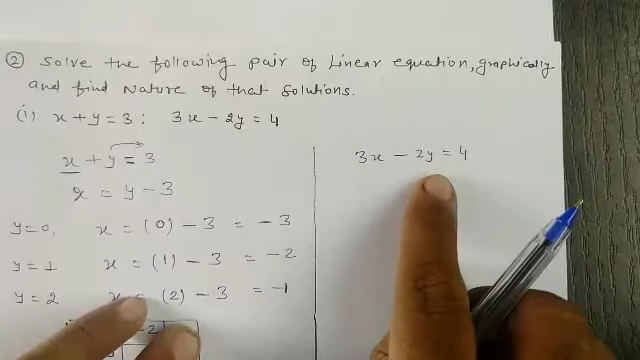 ② Solve the following pair of Linear equation, graphically
and find Nature of that Solutions.
(i) x + y = 3 ; 3x - 2y = 4
x + y = 3
x = y - 3
y = 0, x = (0) - 3 = -3
y = 1 x = (1) - 3 = -2
y = 2 x = (2) - 3 = -1
-2
3x - 2y = 4